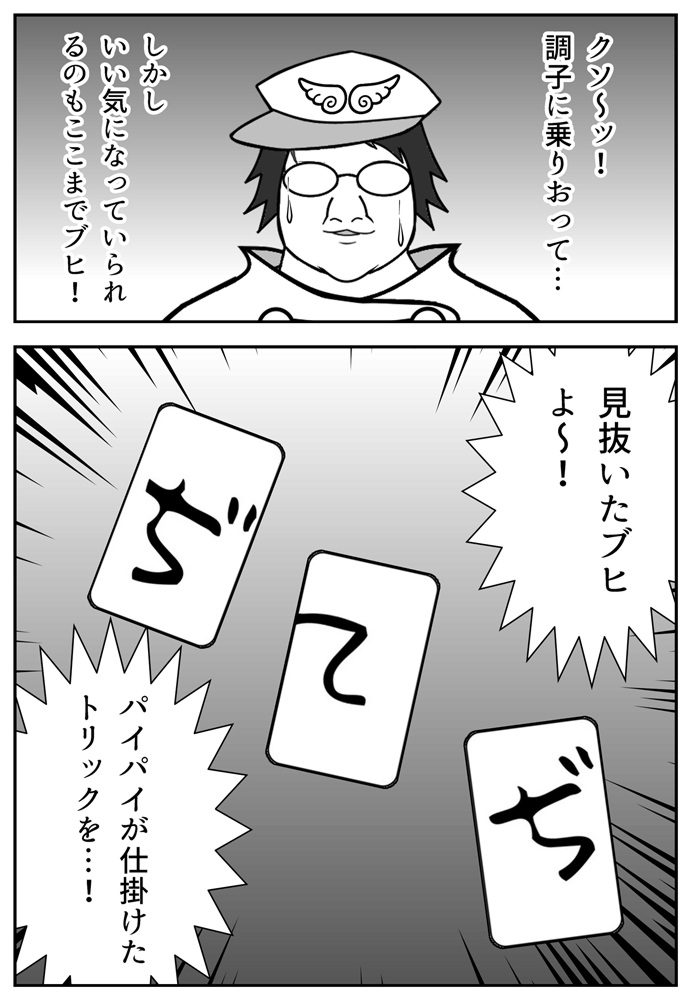 クソ～ッ！
調子に乗りおって…
しかし
いい気になっていられ
るのもここまでブヒ！
見抜いたブヒ
よ～！
ぢ
て
ぢ
パイパイが仕掛けた
トリックを…！